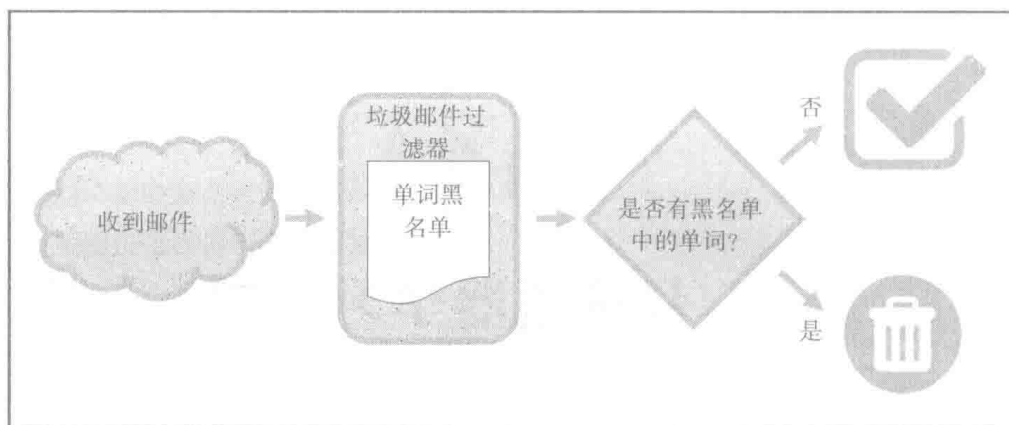 收到邮件
垃圾邮件过
滤器
单词黑
名单
是否有黑名单
中的单词?
否
是